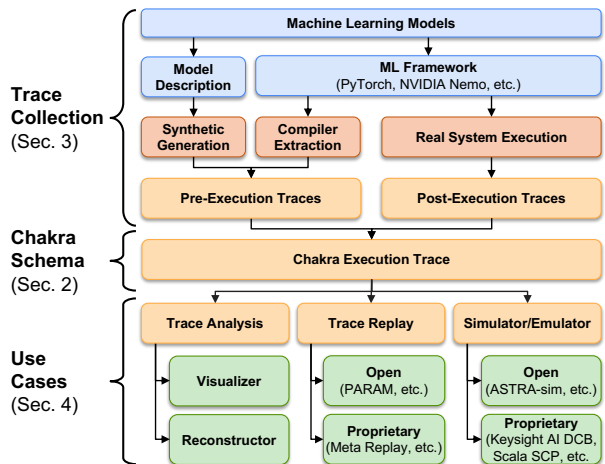 Machine Learning Models
Model
Description
ML Framework
(PyTorch, NVIDIA Nemo, etc.)
Trace
Collection
(Sec. 3)
Synthetic
Generation
Compiler
Extraction
Real System Execution
Pre-Execution Traces
Post-Execution Traces
Chakra
Schema
(Sec. 2)
Chakra Execution Trace
Use
Cases
(Sec. 4)
Trace Analysis
Trace Replay
Simulator/Emulator
Visualizer
Open
(PARAM, etc.)
Open
(ASTRA-sim, etc.)
Reconstructor
Proprietary
(Meta Replay, etc.)
Proprietary
(Keysight AI DCB,
Scala SCP, etc.